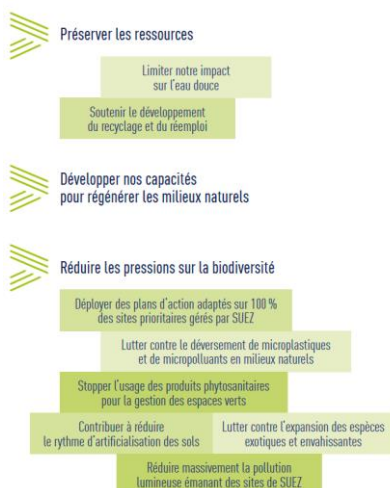 Préserver les ressources
Limiter notre impact
sur l'eau douce
Soutenir le développement
du recyclage et du réemploi
Développer nos capacités
pour régénérer les milieux naturels
Réduire les pressions sur la biodiversité
Déployer des plans d'action adaptés sur 100 %
des sites prioritaires gérés par SUEZ
Lutter contre le déversement de microplastiques
et de micropolluants en milieux naturels
Stopper l'usage des produits phytosanitaires
pour la gestion des espaces verts
Contribuer à réduire
le rythme d'artificialisation des sols
Lutter contre l'expansion des espèces
exotiques et envahissantes
Réduire massivement la pollution
lumineuse émanant des sites de SUEZ